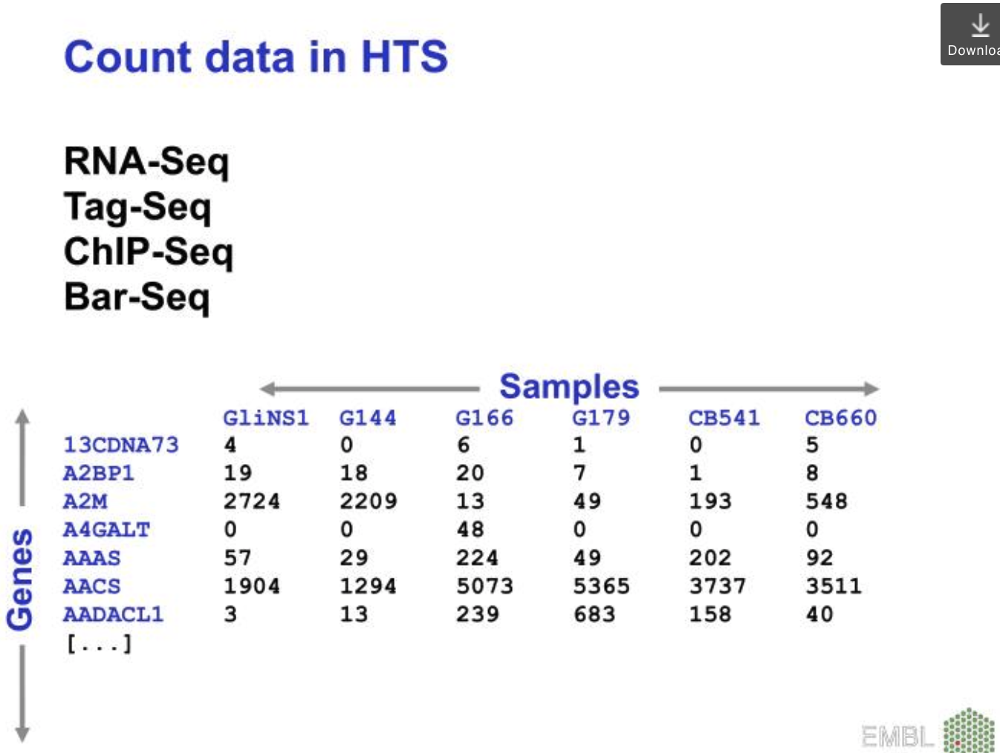 Count data in HTS
Downloa
RNA-Seq
Tag-Seq
ChIP-Seq
Bar-Seq
Samples
Genes
GliNS1 G144 G166 G179 CB541 CB660
13CDNA73 4 0 6 1 0 5
A2BP1 19 18 20 7 1 8
A2M 2724 2209 13 49 193 548
A4GALT 0 0 48 0 0 0
AAAS 57 29 224 49 202 92
AACS 1904 1294 5073 5365 3737 3511
AADACL1 3 13 239 683 158 40
[...]
EMBL